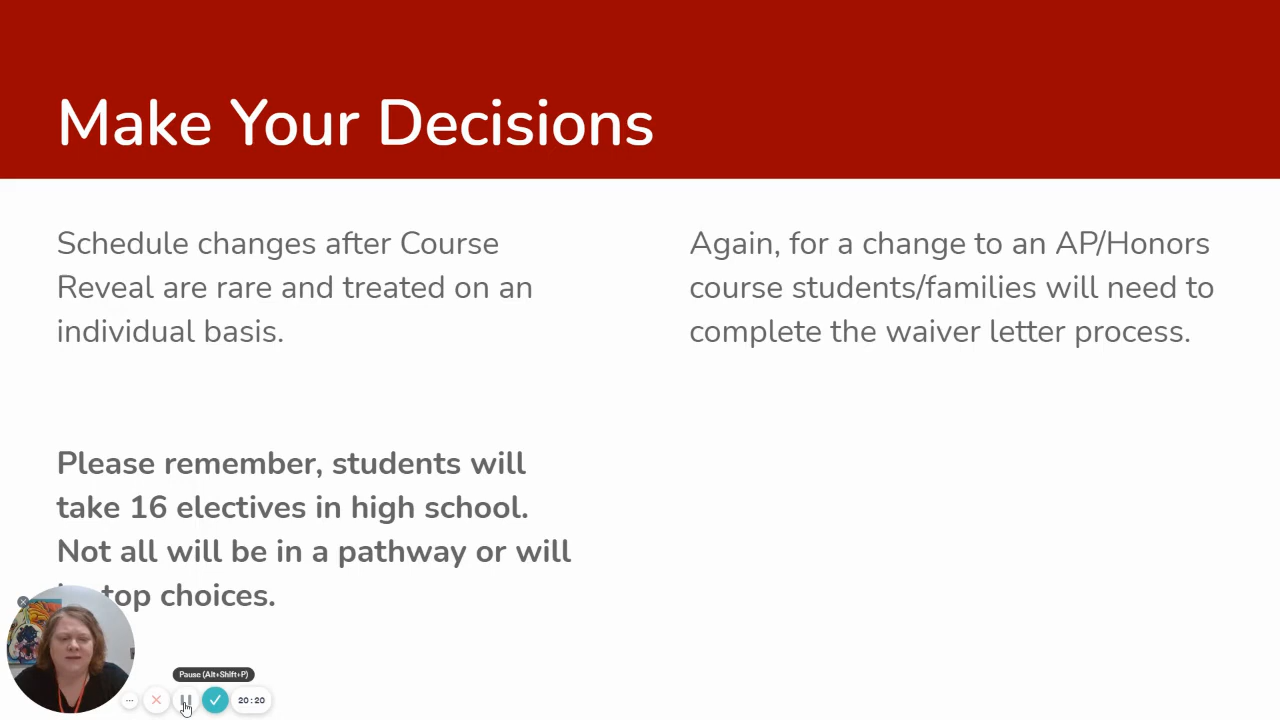 Make Your Decisions
Schedule changes after Course
Reveal are rare and treated on an
individual basis.
Please remember, students will
take 16 electives in high school.
Not all will be in a pathway or will
top choices.
Again, for a change to an AP/Honors
course students/families will need to
complete the waiver letter process.
Pause (Alt+Shift+P)
20:20